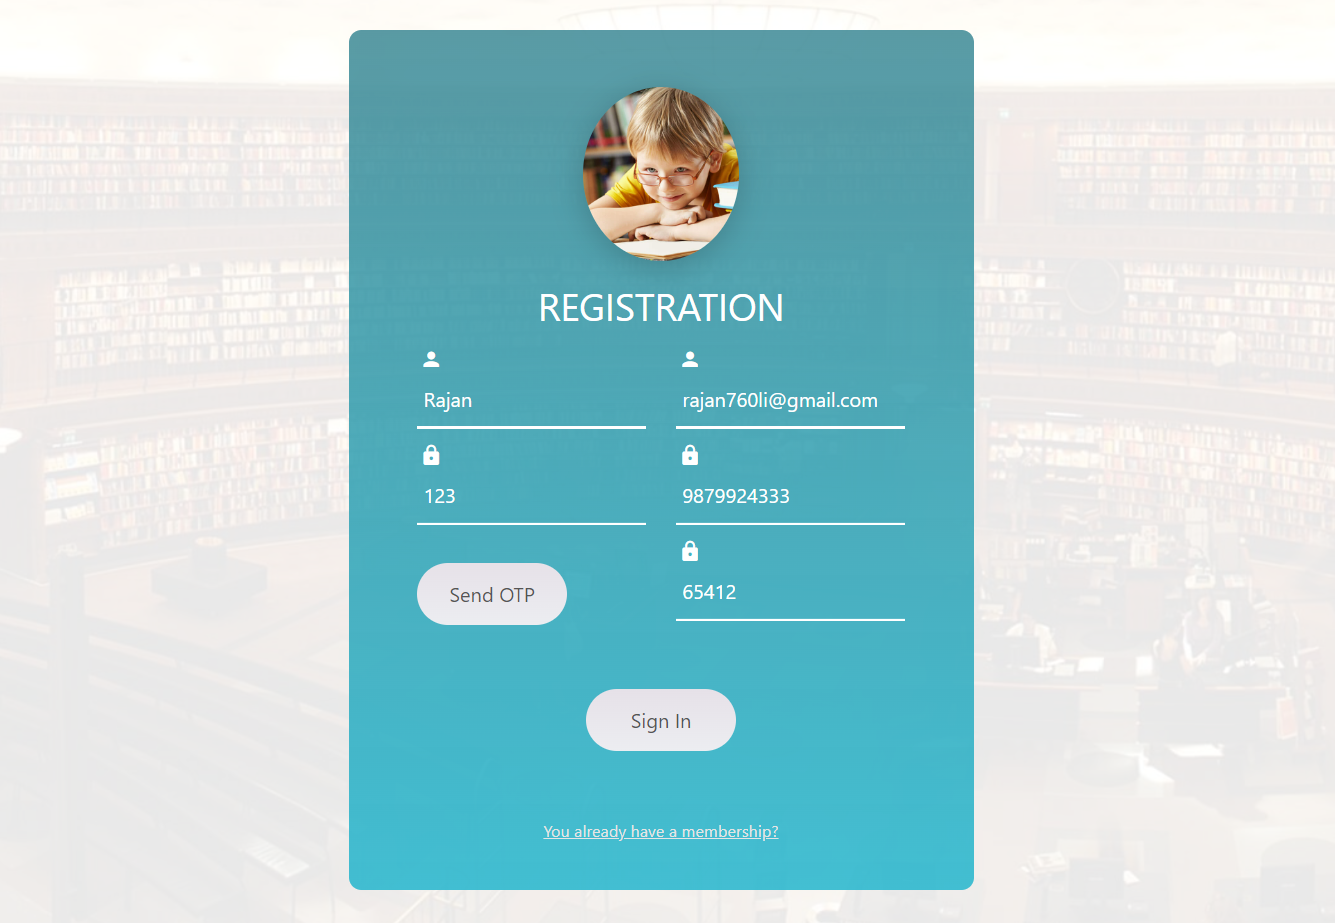 REGISTRATION
Rajan
rajan760li@gmail.com
123
9879924333
Send OTP
65412
Sign In
You already have a membership?